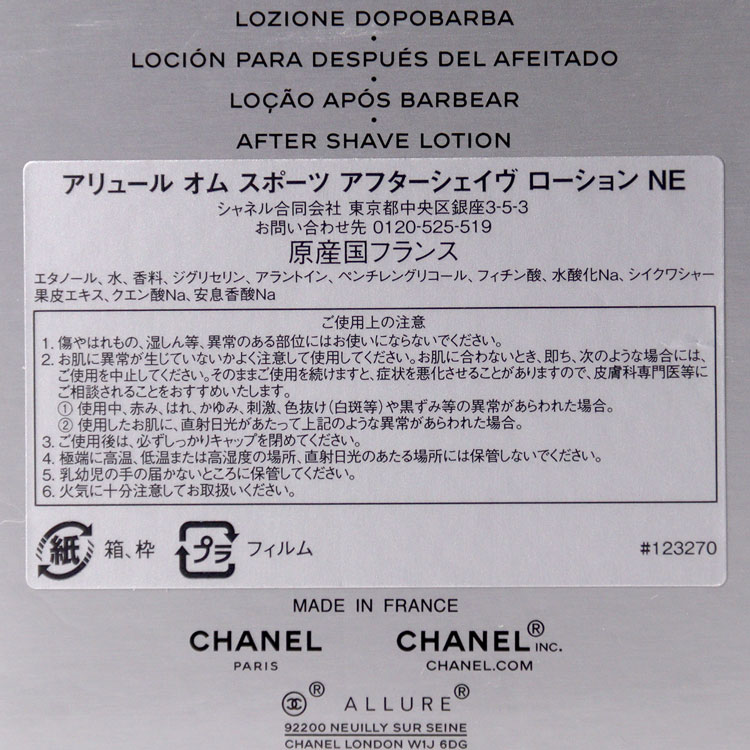 LOZIONE DOPOBARBA
•
LOCIÓN PARA DESPUÉS DEL AFEITADO
•
LOÇÃO APÓS BARBEAR
•
AFTER SHAVE LOTION
アリュール オム スポーツ アフターシェイヴ ローション NE
シャネル合同会社 東京都中央区銀座3-5-3
お問い合わせ先 0120-525-519
原産国フランス
エタノール、水、香料、ジグリセリン、アラントイン、ペンチレングリコール、フィチン酸、水酸化Na、シイクワシャー
果皮エキス、クエン酸Na、安息香酸Na
ご使用上の注意
1. 傷やはれもの、湿しん等、異常のある部位にはお使いにならないでください。
2. お肌に異常が生じていないかよく注意して使用してください。お肌に合わないとき、即ち、次のような場合には、
ご使用を中止してください。そのままご使用を続けますと、症状を悪化させることがありますので、皮膚科専門医等に
ご相談されることをおすすめいたします。
① 使用中、赤み、はれ、かゆみ、刺激、色抜け(白斑等)や黒ずみ等の異常があらわれた場合。
② 使用したお肌に、直射日光があたって上記のような異常があらわれた場合。
3. ご使用後は、必ずしっかりキャップを閉めてください。
4. 極端に高温、低温または高湿度の場所、直射日光のあたる場所には保管しないでください。
5. 乳幼児の手の届かないところに保管してください。
6. 火気に十分注意してお取扱いください。
紙 箱、枠 プラ フィルム #123270
MADE IN FRANCE
CHANEL CHANEL® INC.
PARIS CHANEL.COM
® ALLURE®
92200 NEUILLY SUR SEINE
CHANEL LONDON W1J 6DG